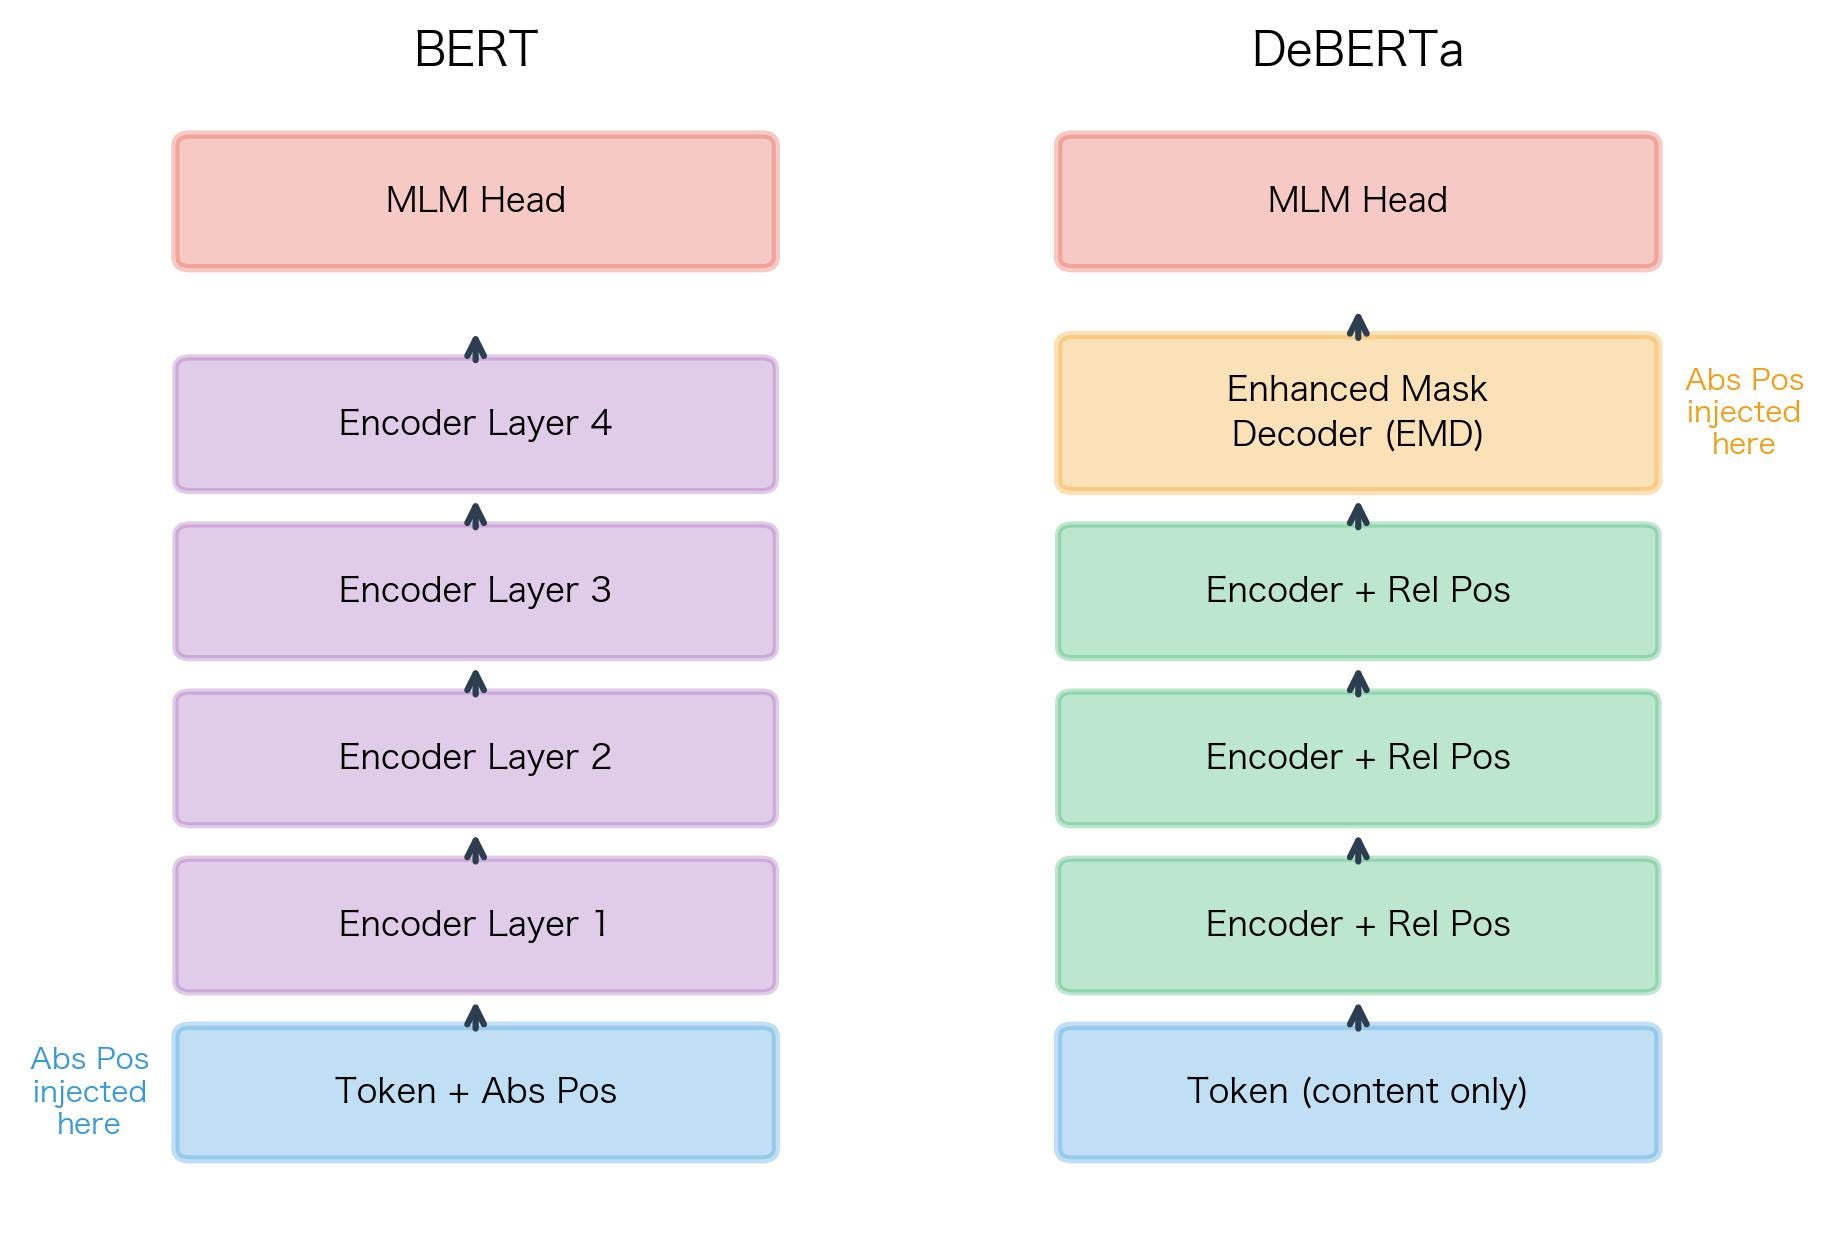 BERT
MLM Head
Encoder Layer 4
Encoder Layer 3
Encoder Layer 2
Encoder Layer 1
Abs Pos
injected
here
Token + Abs Pos
DeBERTa
MLM Head
Enhanced Mask
Decoder (EMD)
Abs Pos
injected
here
Encoder + Rel Pos
Encoder + Rel Pos
Encoder + Rel Pos
Token (content only)